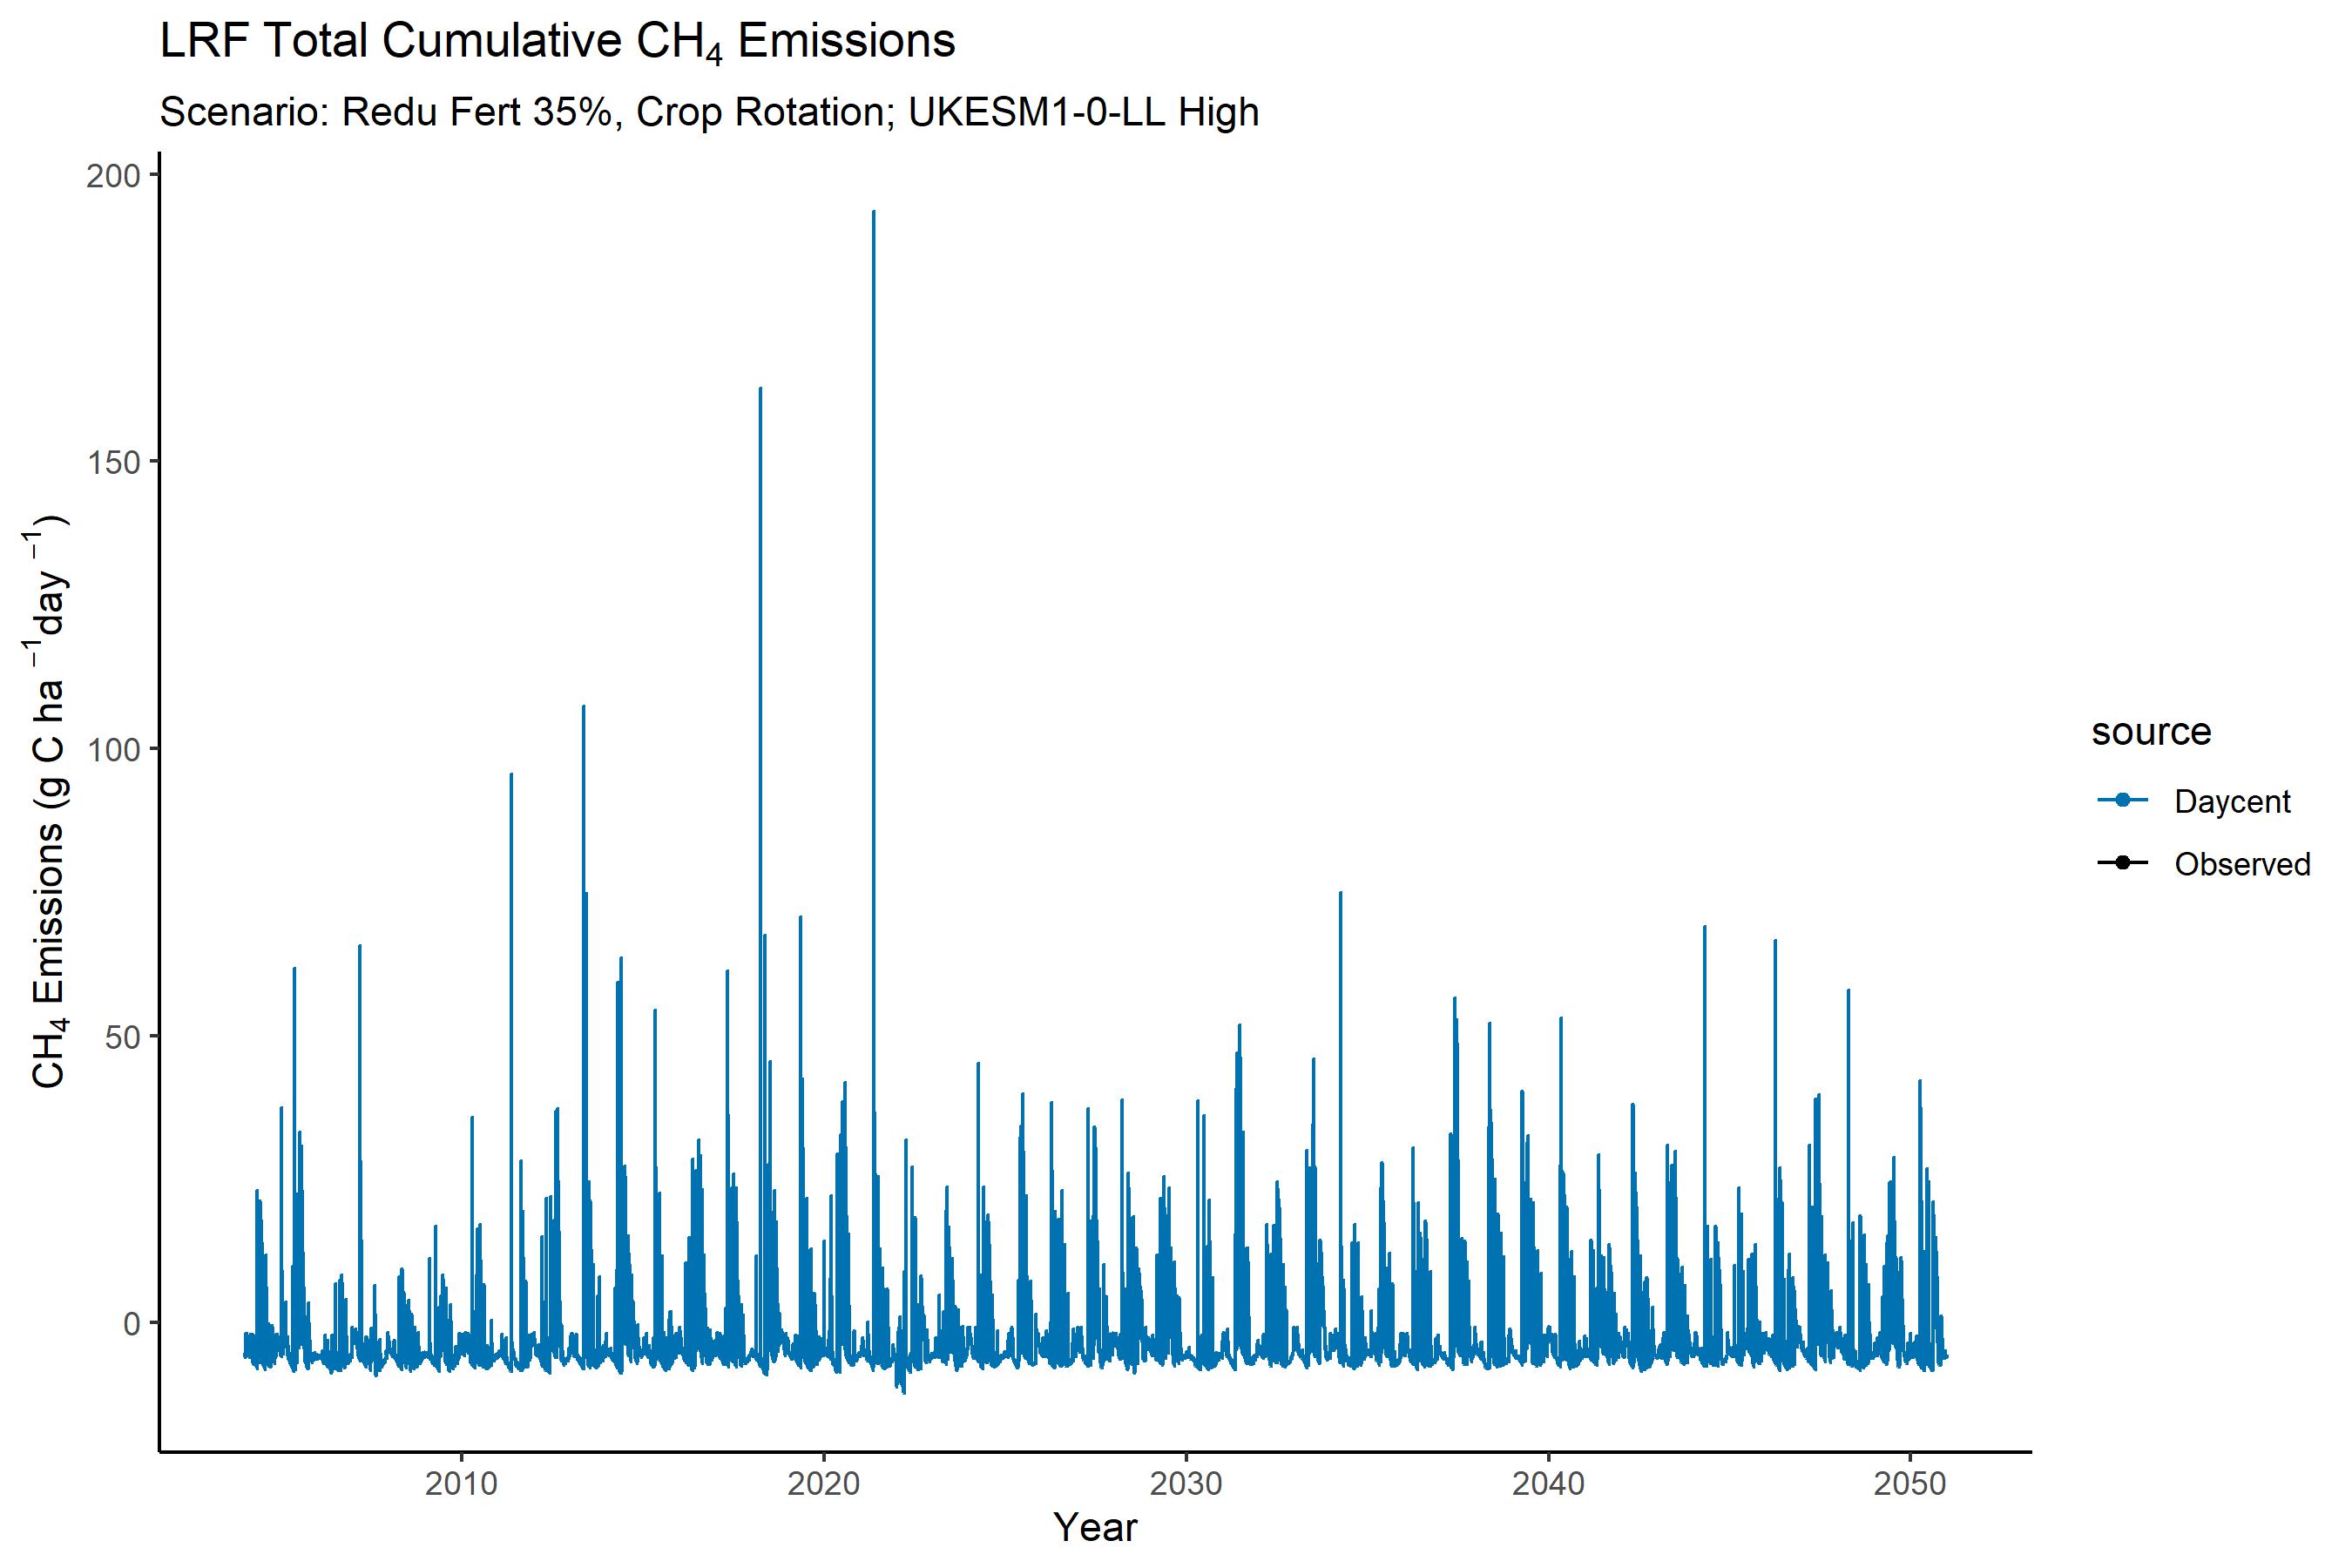 LRF Total Cumulative CH₄ Emissions
Scenario: Redu Fert 35%, Crop Rotation; UKESM1-0-LL High
CH₄ Emissions (g C ha ⁻¹day ⁻¹)
200
150
100
50
0
2010 2020 2030 2040 2050
Year
source
Daycent
Observed